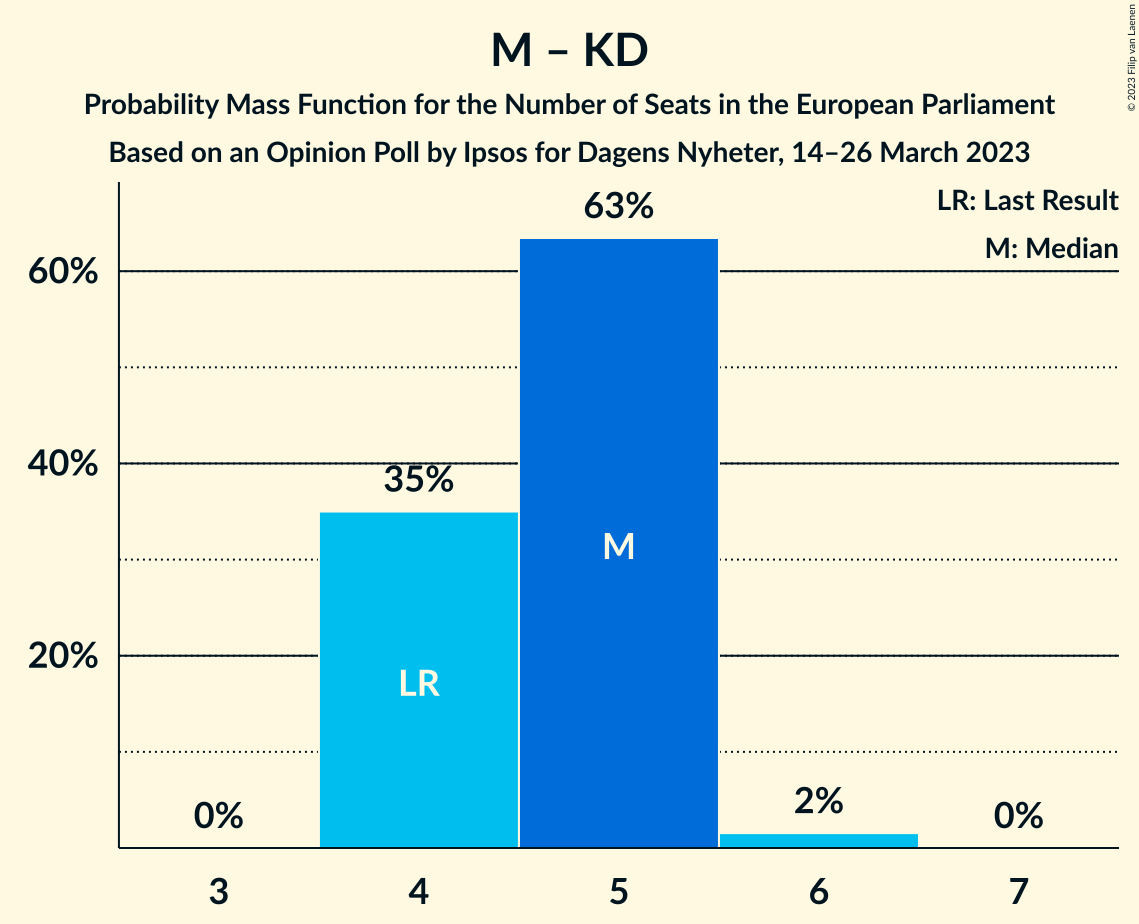 M – KD
Probability Mass Function for the Number of Seats in the European Parliament
Based on an Opinion Poll by Ipsos for Dagens Nyheter, 14–26 March 2023
© 2023 Filip van Laenen
LR: Last Result
M: Median
63%
60%
40%
35%
M
20%
LR
2%
0%
0%
3 4 5 6 7